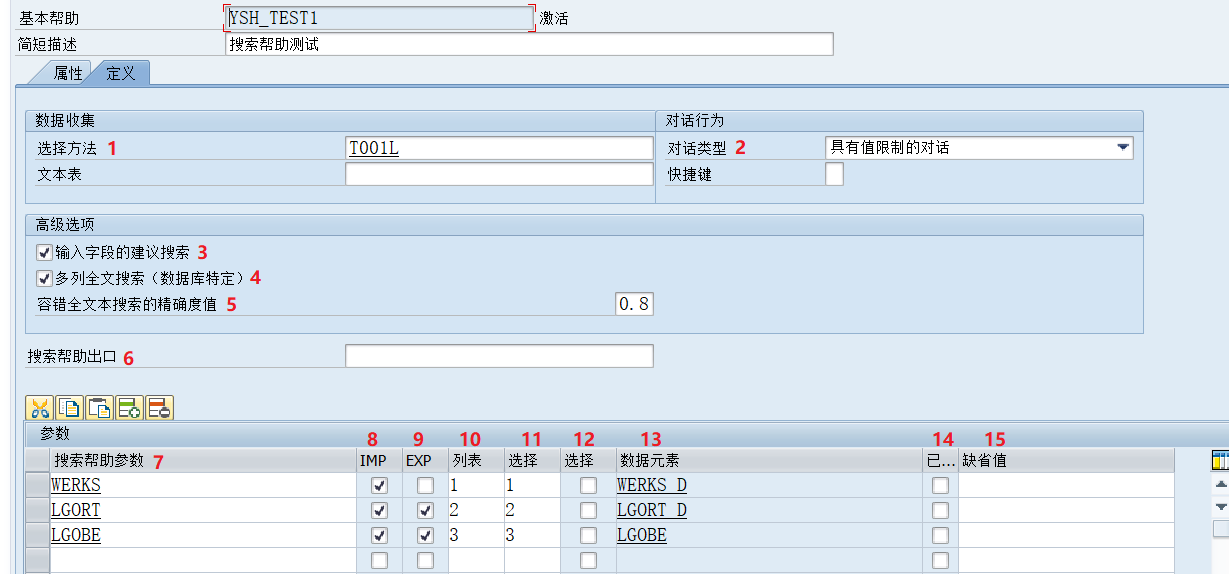 基本帮助 YSH_TEST1 激活
简短描述 搜索帮助测试
属性 定义
数据收集 对话行为
选择方法 1 T001L 对话类型 2 具有值限制的对话
文本表 快捷键
高级选项
输入字段的建议搜索 3
多列全文搜索（数据库特定） 4
容错全文本搜索的精确度值 5 0.8
搜索帮助出口 6
参数 8 9 10 11 12 13 14 15
搜索帮助参数 7 IMP EXP 列表 选择 选择 数据元素 已... 缺省值
WERKS 1 1 WERKS_D
LGORT 2 2 LGORT_D
LGOBE 3 3 LGOBE